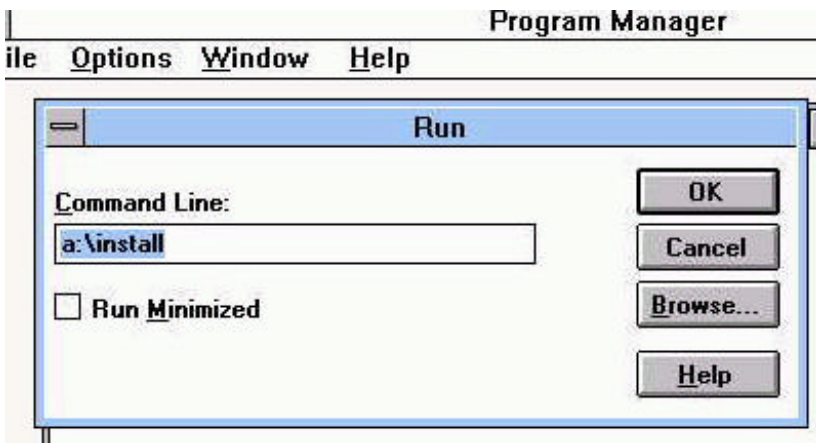 Program Manager
ile Options Window Help
Run
Command Line:
a:\install
Run Minimized
OK
Cancel
Browse...
Help